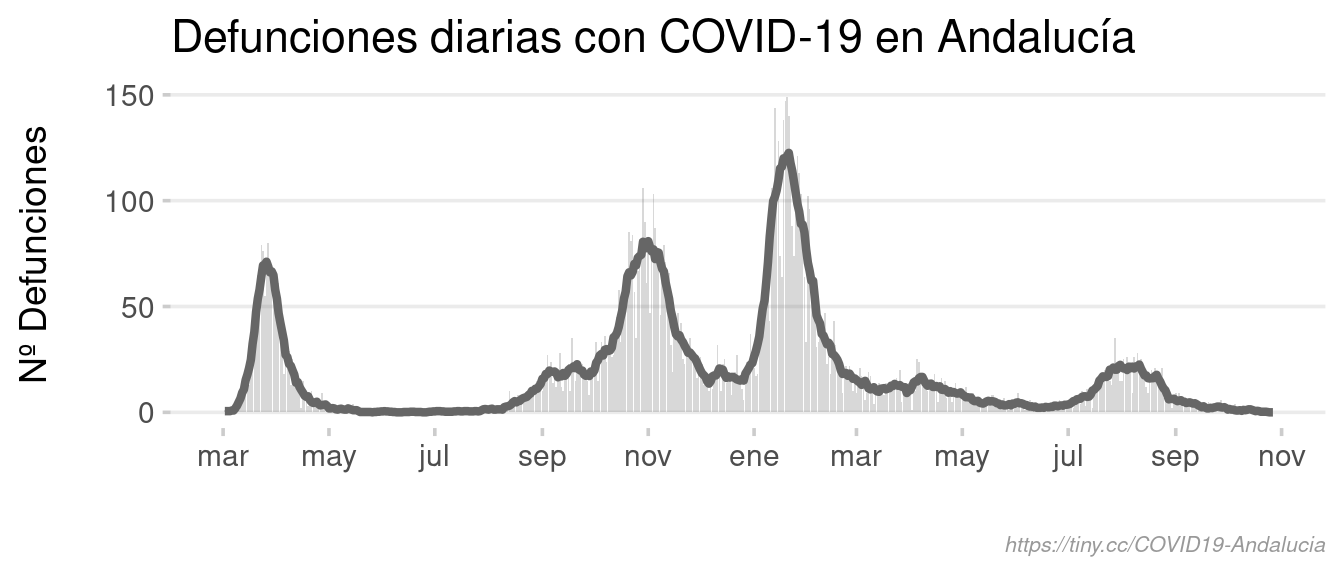 Defunciones diarias con COVID-19 en Andalucía
Nº Defunciones
150
100
50
0
mar may jul sep nov ene mar may jul sep nov
https://tiny.cc/COVID19-Andalucia